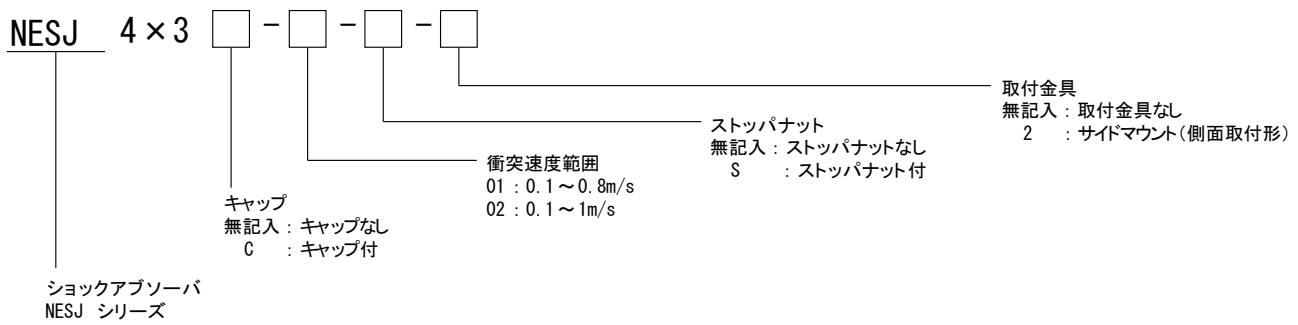 NESJ 4×3 □-□-□-□
取付金具
無記入：取付金具なし
2 ：サイドマウント(側面取付形)
ストッパナット
無記入：ストッパナットなし
S ：ストッパナット付
衝突速度範囲
01：0.1～0.8m/s
02：0.1～1m/s
キャップ
無記入：キャップなし
C ：キャップ付
ショックアブソーバ
NESJ シリーズ